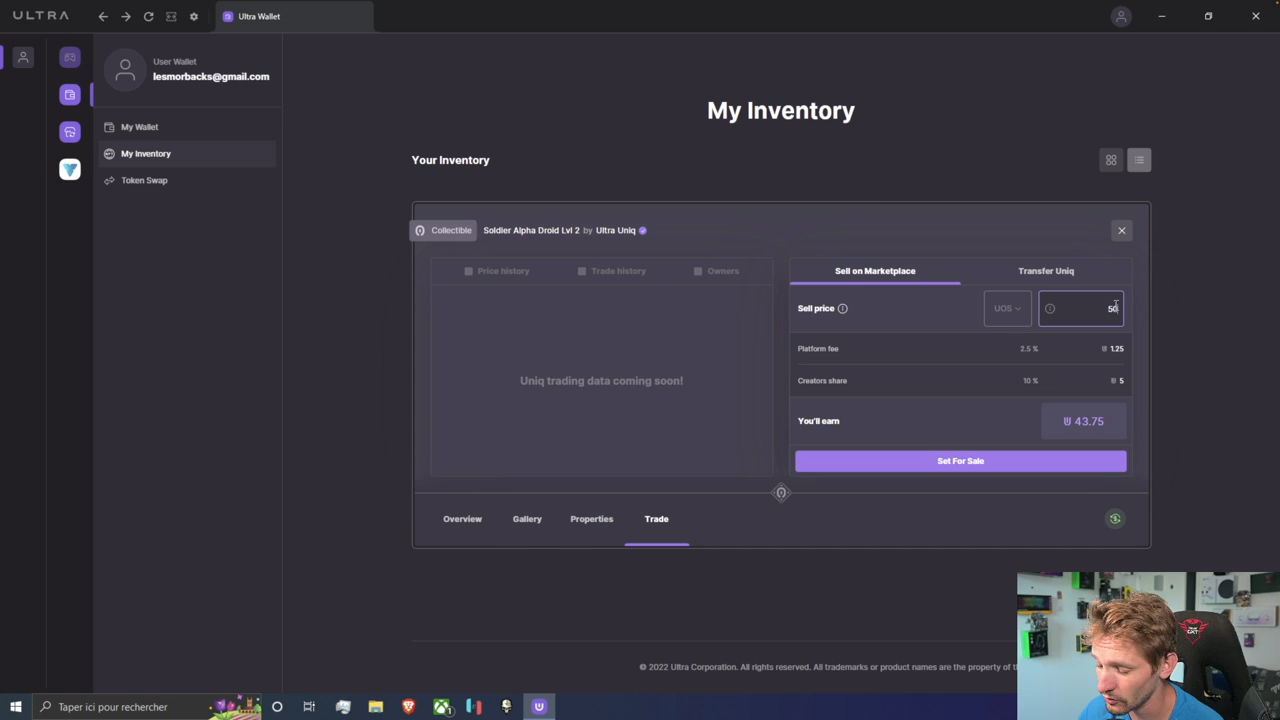 ULTRA
Ultra Wallet
User Wallet
lesmorbacks@gmail.com
My Wallet
My Inventory
Token Swap
My Inventory
Your Inventory
Collectible
Soldier Alpha Droid Lvl 2 by Ultra Uniq
Price history
Trade history
Owners
Uniq trading data coming soon!
Sell on Marketplace
Transfer Uniq
Sell price
UOS
50
Platform fee
2.5 %
1.25
Creators share
10 %
5
You'll earn
43.75
Set For Sale
Overview
Gallery
Properties
Trade
© 2022 Ultra Corporation. All rights reserved. All trademarks or product names are the property of th
Taper ici pour rechercher